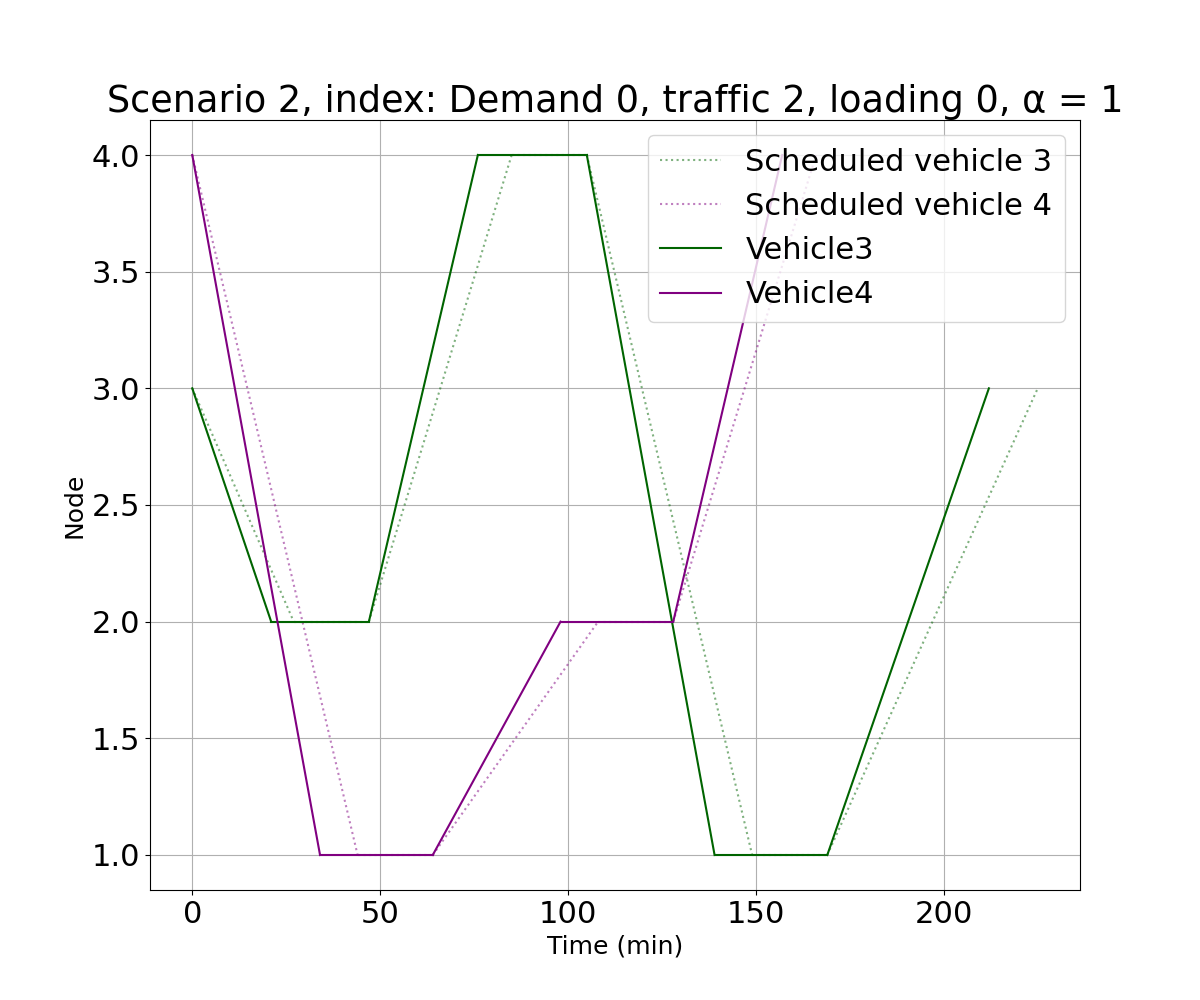 Scenario 2, index: Demand 0, traffic 2, loading 0, α = 1
Scheduled vehicle 3
Scheduled vehicle 4
Vehicle3
Vehicle4
4.0
3.5
3.0
2.5
2.0
1.5
1.0
Node
0 50 100 150 200
Time (min)